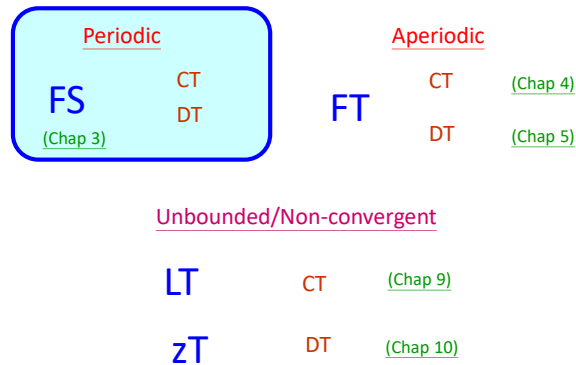 Periodic
FS
CT
DT
(Chap 3)
Aperiodic
FT
CT
(Chap 4)
DT
(Chap 5)
Unbounded/Non-convergent
LT
CT
(Chap 9)
zT
DT
(Chap 10)